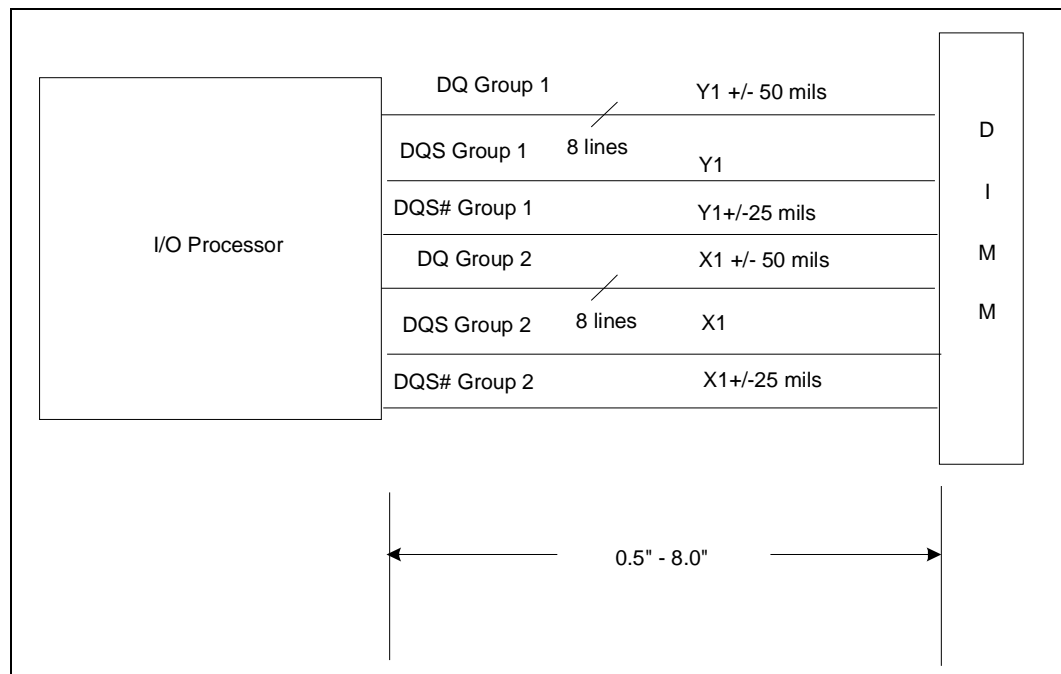 DQ Group 1
Y1 +/- 50 mils
8 lines
DQS Group 1
Y1
DQS# Group 1
Y1+/-25 mils
I/O Processor
DQ Group 2
X1 +/- 50 mils
8 lines
DQS Group 2
X1
DQS# Group 2
X1+/-25 mils
D
I
M
M
0.5" - 8.0"